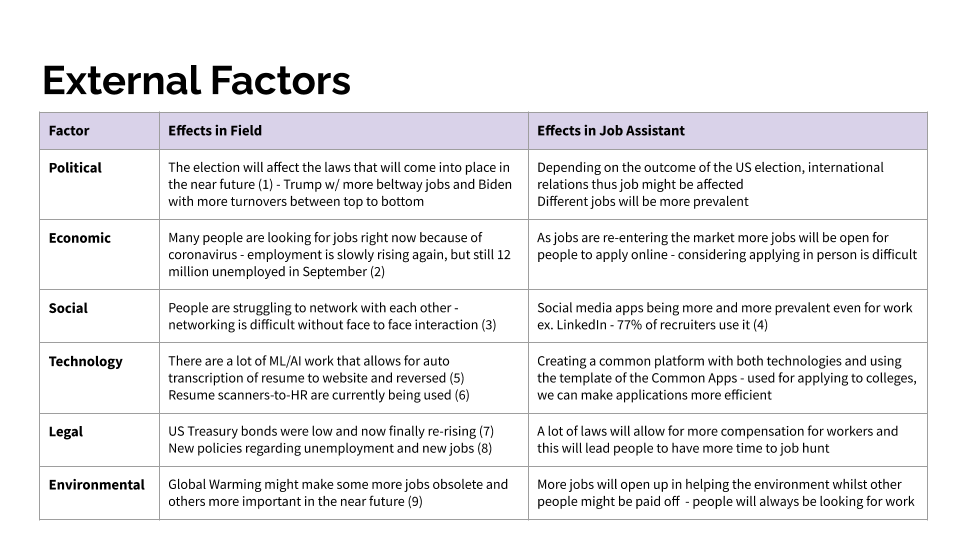 External Factors
Factor
Effects in Field
Effects in Job Assistant
Political
The election will affect the laws that will come into place in
the near future (1) - Trump w/ more beltway jobs and Biden
with more turnovers between top to bottom
Depending on the outcome of the US election, international
relations thus job might be affected
Different jobs will be more prevalent
Economic
Many people are looking for jobs right now because of
coronavirus - employment is slowly rising again, but still 12
million unemployed in September (2)
As jobs are re-entering the market more jobs will be open for
people to apply online - considering applying in person is difficult
Social
People are struggling to network with each other -
networking is difficult without face to face interaction (3)
Social media apps being more and more prevalent even for work
ex. LinkedIn - 77% of recruiters use it (4)
Technology
There are a lot of ML/AI work that allows for auto
transcription of resume to website and reversed (5)
Resume scanners-to-HR are currently being used (6)
Creating a common platform with both technologies and using
the template of the Common Apps - used for applying to colleges,
we can make applications more efficient
Legal
US Treasury bonds were low and now finally re-rising (7)
New policies regarding unemployment and new jobs (8)
A lot of laws will allow for more compensation for workers and
this will lead people to have more time to job hunt
Environmental
Global Warming might make some more jobs obsolete and
others more important in the near future (9)
More jobs will open up in helping the environment whilst other
people might be paid off - people will always be looking for work